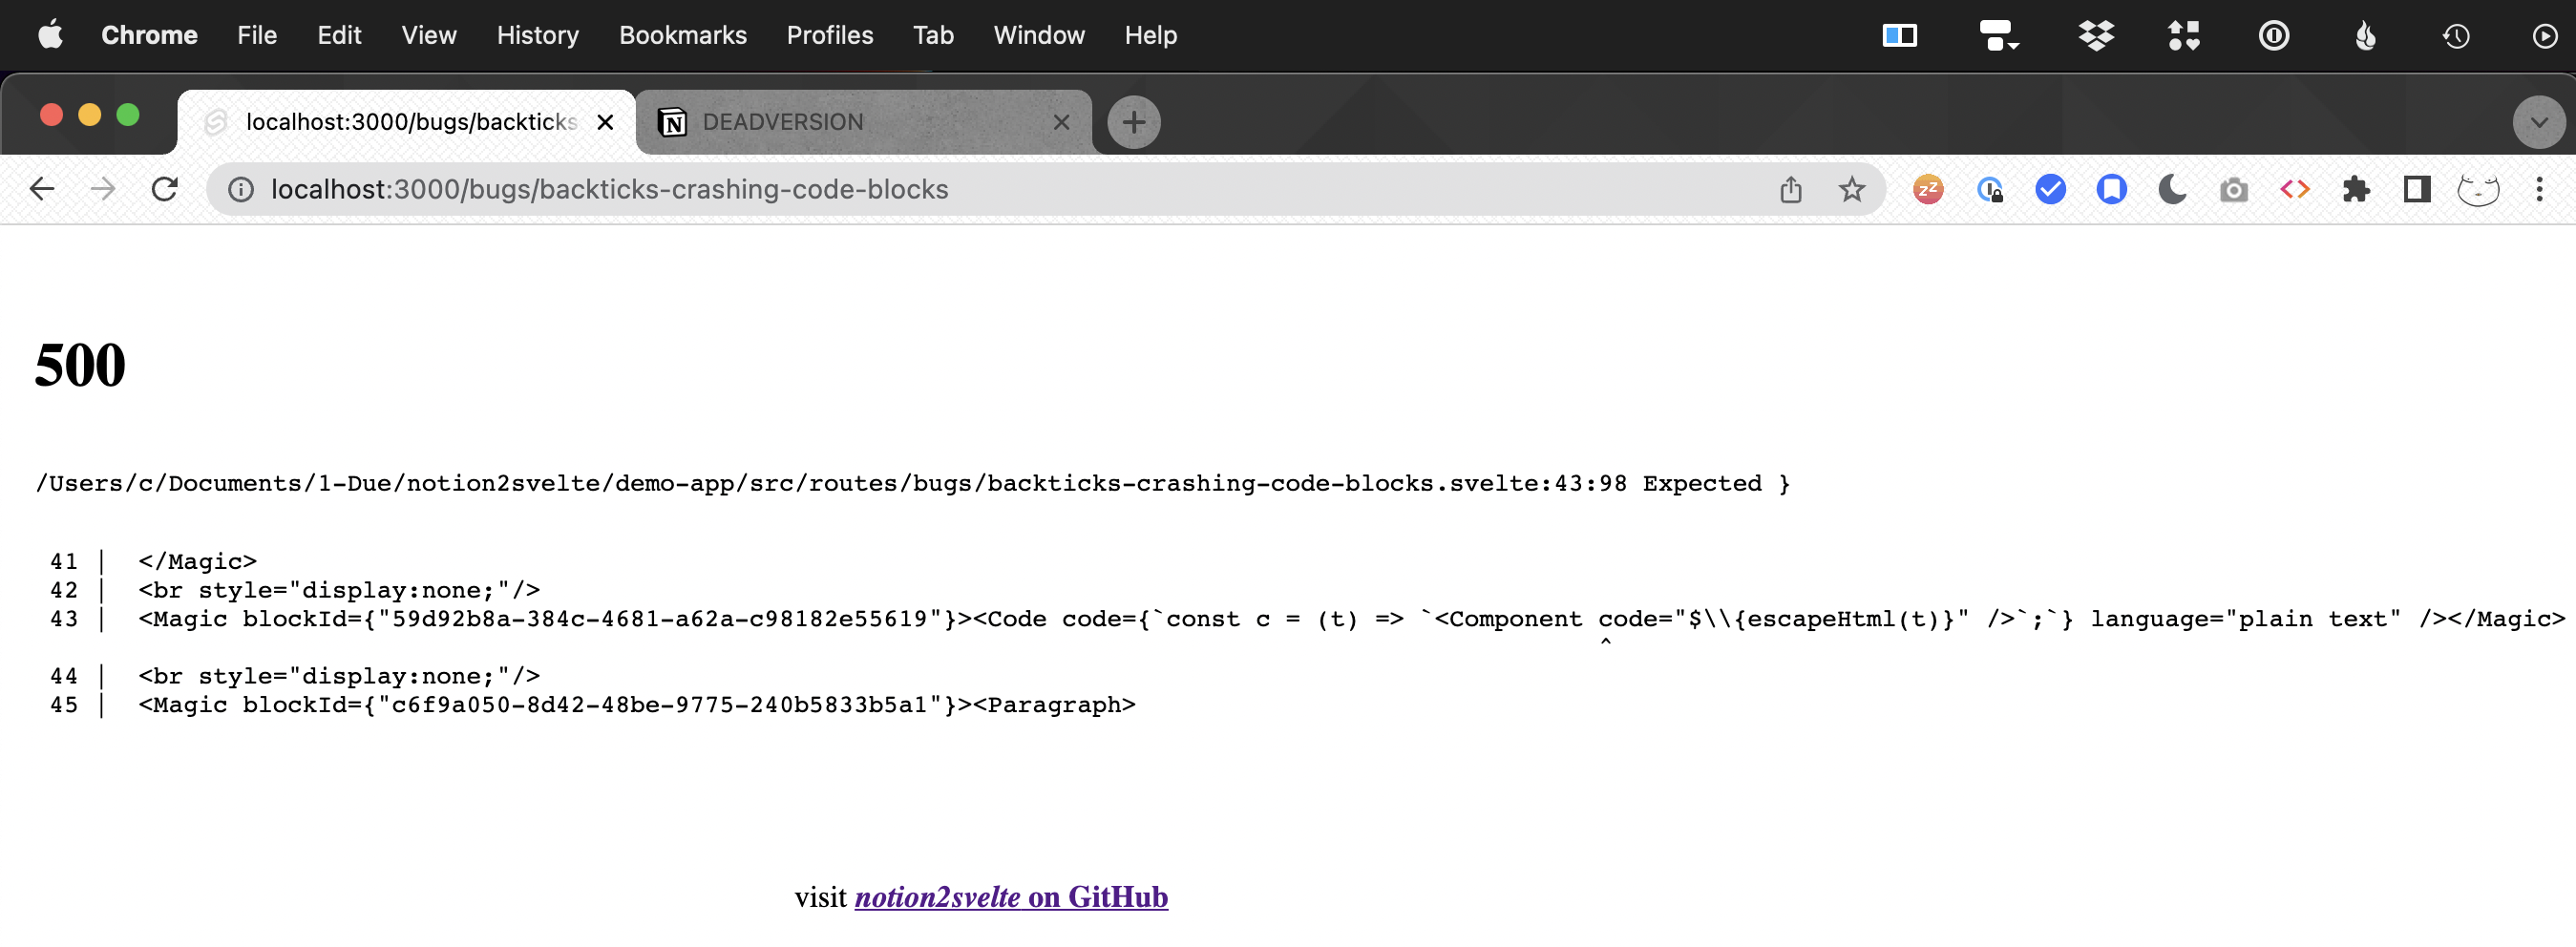 Chrome File Edit View History Bookmarks Profiles Tab Window Help
localhost:3000/bugs/backticks DEADVERSION
localhost:3000/bugs/backticks-crashing-code-blocks
500
/Users/c/Documents/1-Due/notion2svelte/demo-app/src/routes/bugs/backticks-crashing-code-blocks.svelte:43:98 Expected }
41 | </Magic>
42 | <br style="display:none;"/>
43 | <Magic blockId={"59d92b8a-384c-4681-a62a-c98182e55619"}><Code code={`const c = (t) => `<Component code="$\\{escapeHtml(t)}" />`;`} language="plain text" /></Magic>
^
44 | <br style="display:none;"/>
45 | <Magic blockId={"c6f9a050-8d42-48be-9775-240b5833b5a1"}><Paragraph>
visit notion2svelte on GitHub